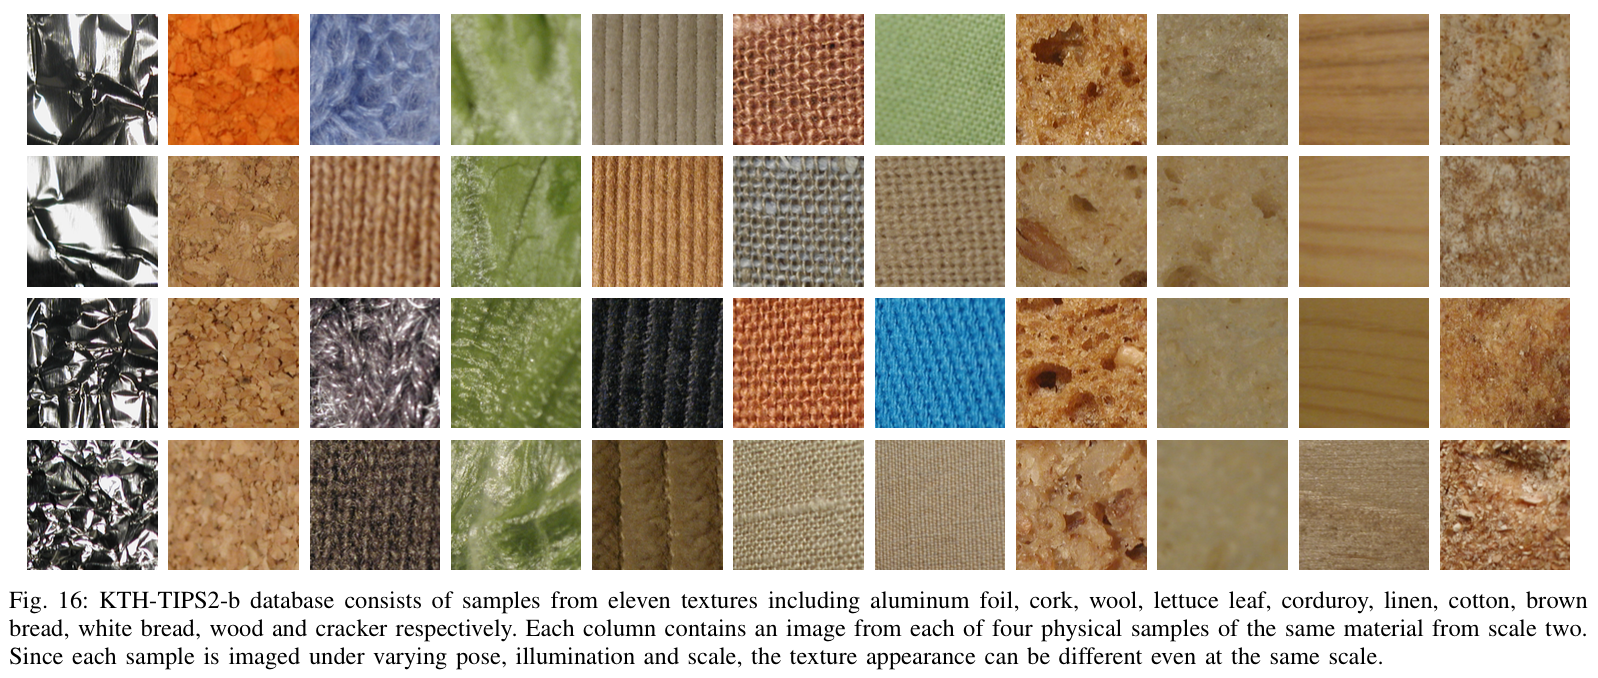 Fig. 16: KTH-TIPS2-b database consists of samples from eleven textures including aluminum foil, cork, wool, lettuce leaf, corduroy, linen, cotton, brown
bread, white bread, wood and cracker respectively. Each column contains an image from each of four physical samples of the same material from scale two.
Since each sample is imaged under varying pose, illumination and scale, the texture appearance can be different even at the same scale.